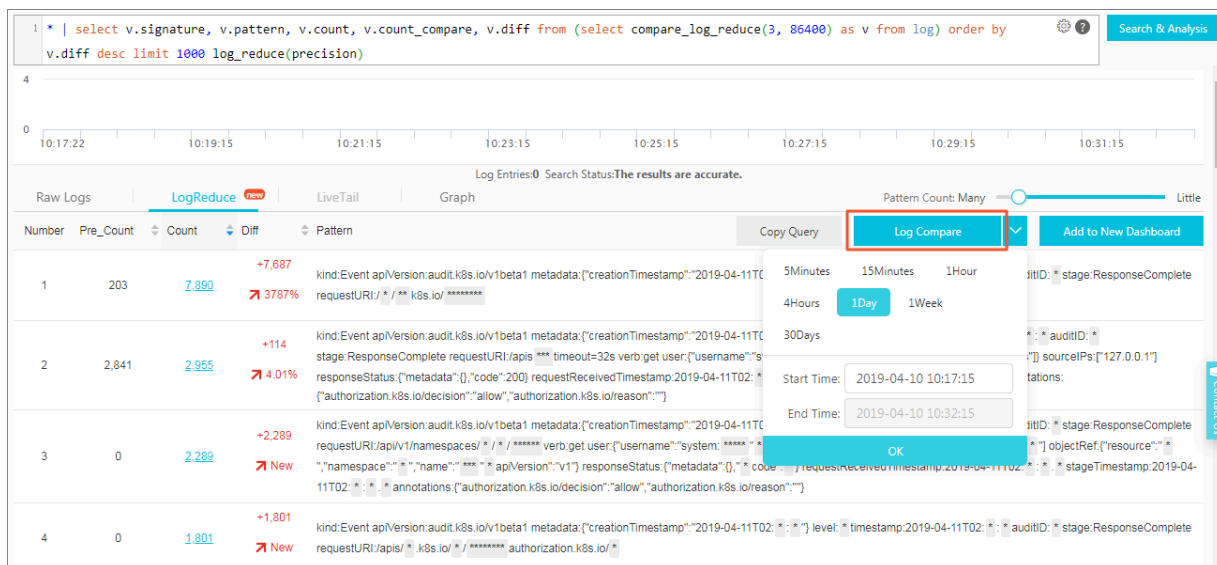 1 * | select v.signature, v.pattern, v.count, v.count_compare, v.diff from (select compare_log_reduce(3, 86400) as v from log) order by
v.diff desc limit 1000 log_reduce(precision)
Search & Analysis
4
0
10:17:22 10:19:15 10:21:15 10:23:15 10:25:15 10:27:15 10:29:15 10:31:15
Log Entries:0 Search Status:The results are accurate.
Raw Logs LogReduce new LiveTail Graph Pattern Count: Many Little
Number Pre_Count Count Diff Pattern Copy Query Log Compare Add to New Dashboard
1 203 7,890 +7,687 3787%
kind:Event apiVersion:audit.k8s.io/v1beta1 metadata:{"creationTimestamp":"2019-04-11T0 ditID: * stage:ResponseComplete
requestURI:/ * / ** k8s.io/ ********
2 2,841 2,955 +114 4.01%
kind:Event apiVersion:audit.k8s.io/v1beta1 metadata:{"creationTimestamp":"2019-04-11T0 * : * auditID: *
stage:ResponseComplete requestURI:/apis *** timeout=32s verb:get user:{"username":"s "]} sourceIPs:["127.0.0.1"]
responseStatus:{"metadata":{},"code":200} requestReceivedTimestamp:2019-04-11T02: * tations:
{"authorization.k8s.io/decision":"allow","authorization.k8s.io/reason":""}
3 0 2,289 +2,289 New
kind:Event apiVersion:audit.k8s.io/v1beta1 metadata:{"creationTimestamp":"2019-04-11T0 ditID: * stage:ResponseComplete
requestURI:/api/v1/namespaces/ * / * / ****** verb:get user:{"username":"system: ***** * * "] objectRef:{"resource":" *
","namespace":" * ","name":" *** " * apiVersion":"v1"} responseStatus:{"metadata":{}," * code" : * } requestReceivedTimestamp:2019-04-11T02: * : * . * stageTimestamp:2019-04-
11T02: * : * . * annotations:{"authorization.k8s.io/decision":"allow","authorization.k8s.io/reason":""}
4 0 1,801 +1,801 New
kind:Event apiVersion:audit.k8s.io/v1beta1 metadata:{"creationTimestamp":"2019-04-11T02: * : * "} level: * timestamp:2019-04-11T02: * : * auditID: * stage:ResponseComplete
requestURI:/apis/ * .k8s.io/ * / ******** authorization.k8s.io/ *
5Minutes 15Minutes 1Hour
4Hours 1Day 1Week
30Days
Start Time: 2019-04-10 10:17:15
End Time: 2019-04-10 10:32:15
OK